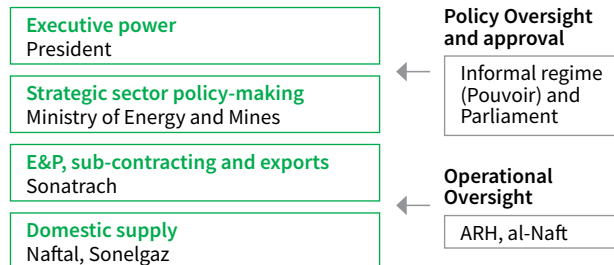 Executive power
President
Strategic sector policy-making
Ministry of Energy and Mines
E&P, sub-contracting and exports
Sonatrach
Domestic supply
Naftal, Sonelgaz
Policy Oversight
and approval
Informal regime
(Pouvoir) and
Parliament
Operational
Oversight
ARH, al-Naft